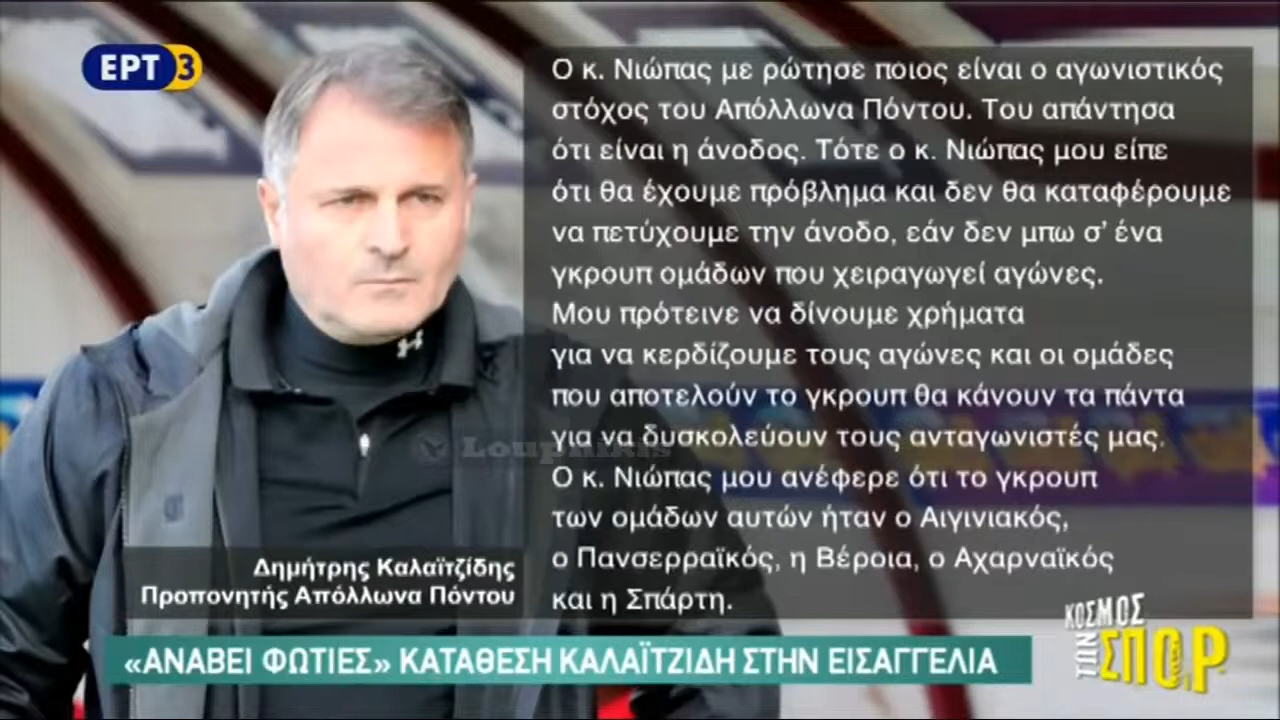 ΕΡΤ3
Ο κ. Νιώπας με ρώτησε ποιος είναι ο αγωνιστικός
στόχος του Απόλλωνα Πόντου. Του απάντησα
ότι είναι η άνοδος. Τότε ο κ. Νιώπας μου είπε
ότι θα έχουμε πρόβλημα και δεν θα καταφέρουμε
να πετύχουμε την άνοδο, εάν δεν μπω σ' ένα
γκρουπ ομάδων που χειραγωγεί αγώνες.
Μου πρότεινε να δίνουμε χρήματα
για να κερδίζουμε τους αγώνες και οι ομάδες
που αποτελούν το γκρουπ θα κάνουν τα πάντα
για να δυσκολεύουν τους ανταγωνιστές μας.
Ο κ. Νιώπας μου ανέφερε ότι το γκρουπ
των ομάδων αυτών ήταν ο Αιγινιακός,
ο Πανσερραϊκός, η Βέροια, ο Αχαρναϊκός
και η Σπάρτη.
Loupinkis
Δημήτρης Καλαϊτζίδης
Προπονητής Απόλλωνα Πόντου
«ΑΝΑΒΕΙ ΦΩΤΙΕΣ» ΚΑΤΑΘΕΣΗ ΚΑΛΑΪΤΖΙΔΗ ΣΤΗΝ ΕΙΣΑΓΓΕΛΙΑ
ΚΟΣΜΟΣ
ΤΩΝ
ΣΠΟΡ